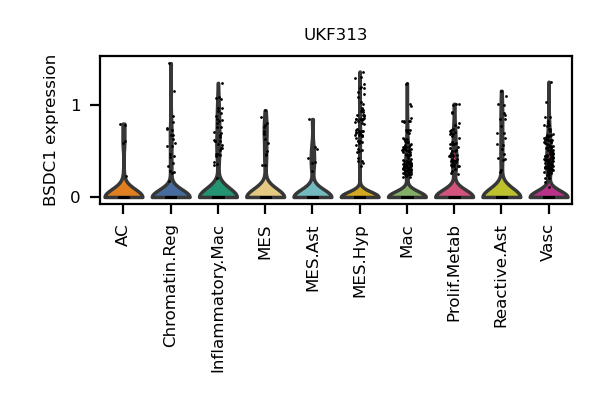 UKF313
BSDC1 expression
1
0
AC
Chromatin.Reg
Inflammatory.Mac
MES
MES.Ast
MES.Hyp
Mac
Prolif.Metab
Reactive.Ast
Vasc